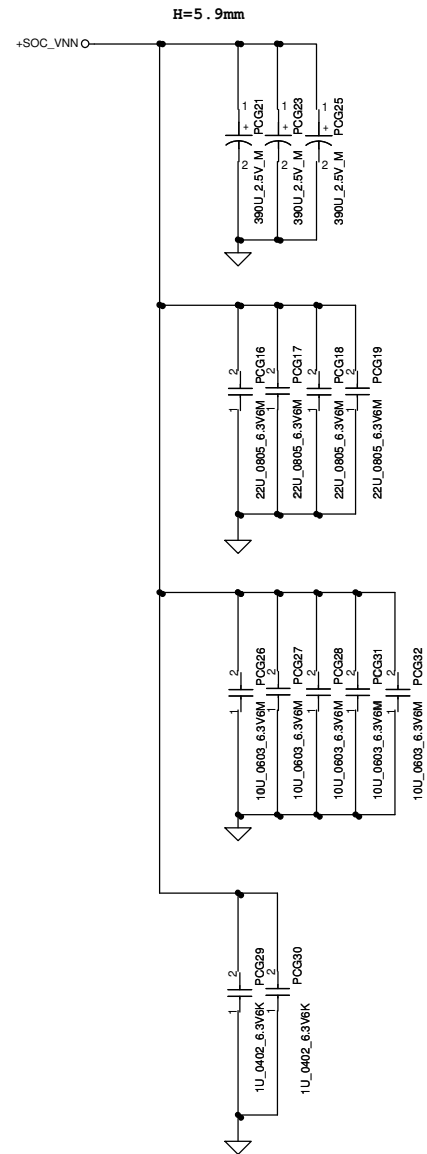 H=5.9mm
+SOC_VNN
1
1
1
+
+
+
2
2
2
PCG21
390U_2.5V_M
PCG23
390U_2.5V_M
PCG25
390U_2.5V_M
2
1
PCG16
22U_0805_6.3V6M
2
1
PCG17
22U_0805_6.3V6M
2
1
PCG18
22U_0805_6.3V6M
2
1
PCG19
22U_0805_6.3V6M
2
1
PCG26
10U_0603_6.3V6M
2
1
PCG27
10U_0603_6.3V6M
2
1
PCG28
10U_0603_6.3V6M
2
1
PCG31
10U_0603_6.3V6M
2
1
PCG32
10U_0603_6.3V6M
2
1
PCG29
1U_0402_6.3V6K
2
1
PCG30
1U_0402_6.3V6K